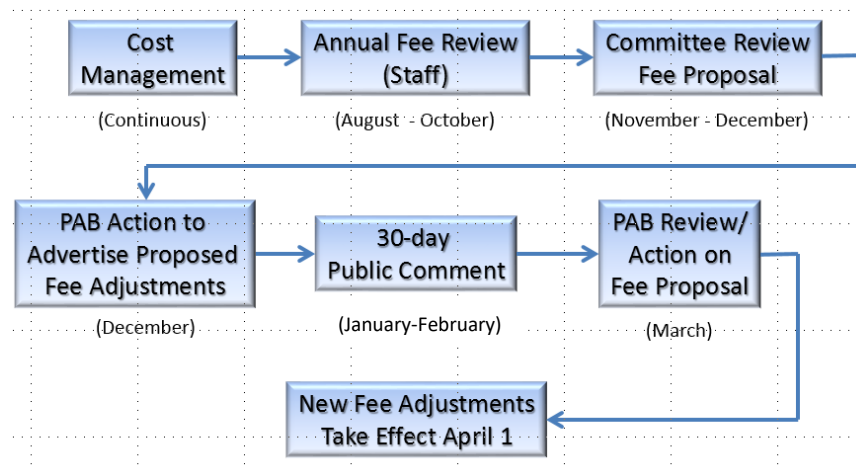 Cost
Management
(Continuous)
Annual Fee Review
(Staff)
(August - October)
Committee Review
Fee Proposal
(November - December)
PAB Action to
Advertise Proposed
Fee Adjustments
(December)
30-day
Public Comment
(January-February)
PAB Review/
Action on
Fee Proposal
(March)
New Fee Adjustments
Take Effect April 1